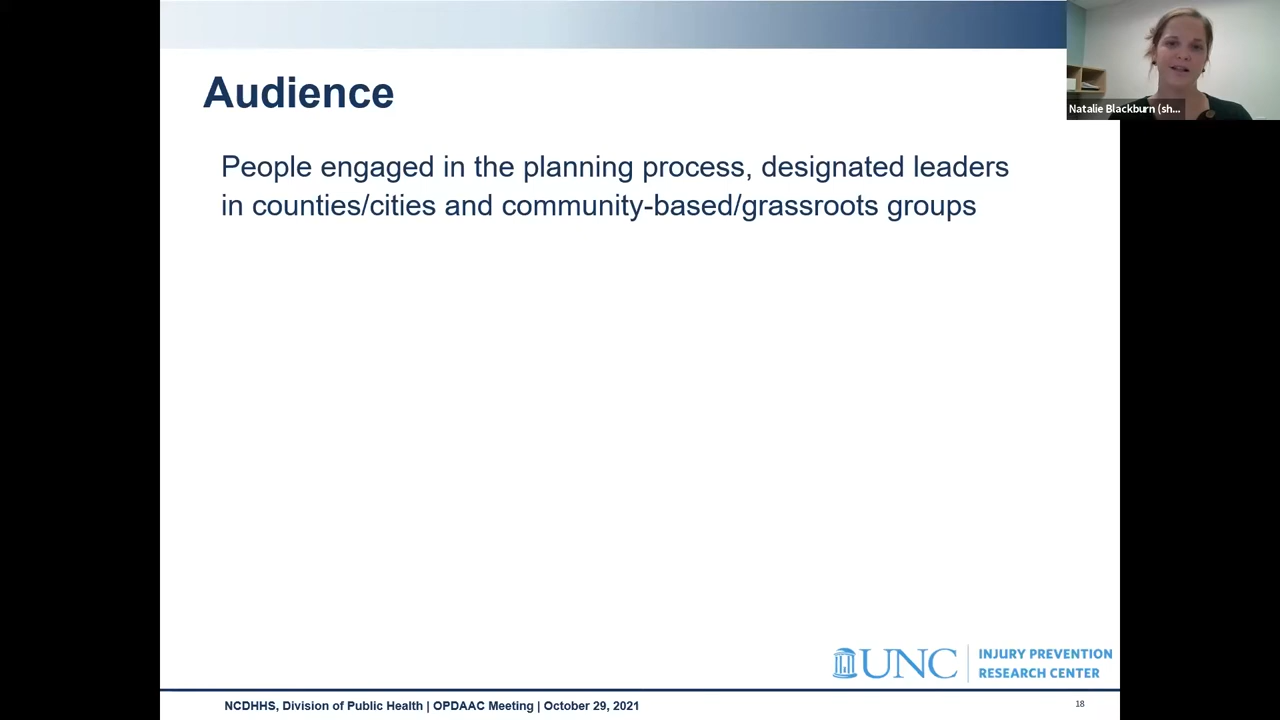 Audience
Natalie Blackburn (sh...
People engaged in the planning process, designated leaders
in counties/cities and community-based/grassroots groups
UNC
INJURY PREVENTION
RESEARCH CENTER
NCDHHS, Division of Public Health | OPDAAC Meeting | October 29, 2021
18